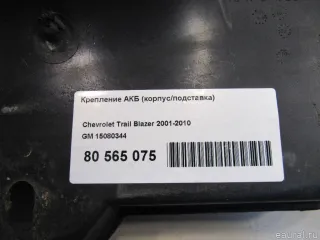 Крепление АКБ (корпус/подставка)
Chevrolet Trail Blazer 2001-2010
GM 15080344
80 565 075